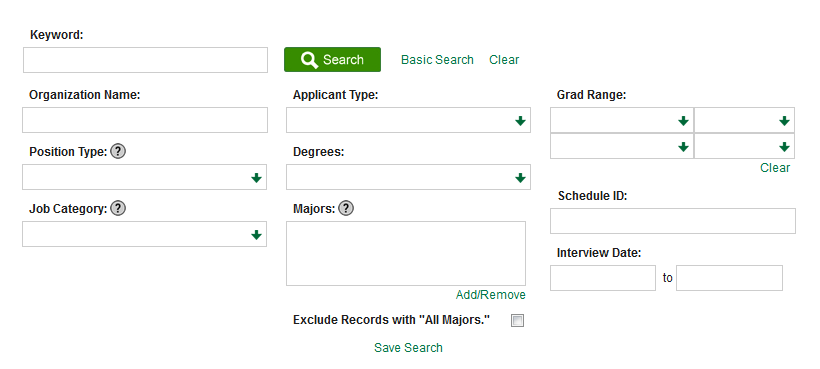 Keyword:
Search Basic Search Clear
Organization Name: Applicant Type: Grad Range:
Position Type: ? Degrees:
Clear
Job Category: ? Majors: ? Schedule ID:
Interview Date:
to
Add/Remove
Exclude Records with "All Majors."
Save Search